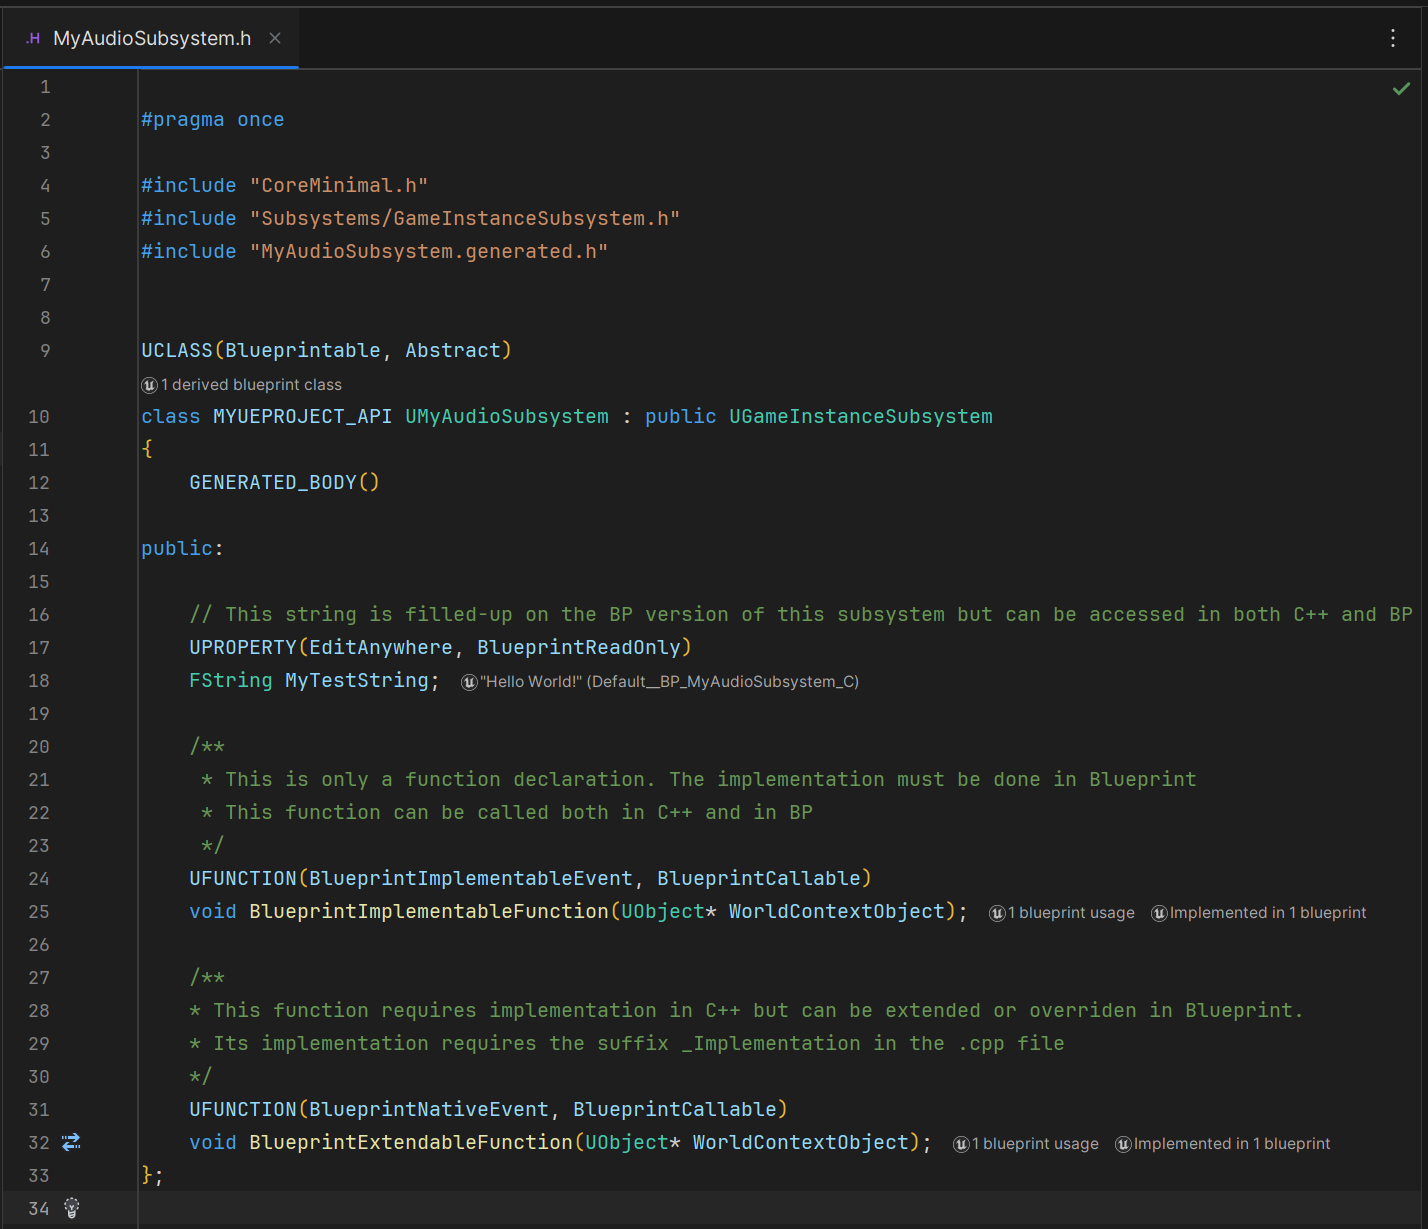 .H MyAudioSubsystem.h
1
2 #pragma once
3
4 #include "CoreMinimal.h"
5 #include "Subsystems/GameInstanceSubsystem.h"
6 #include "MyAudioSubsystem.generated.h"
7
8
9 UCLASS(Blueprintable, Abstract)
1 derived blueprint class
10 class MYUEPROJECT_API UMyAudioSubsystem : public UGameInstanceSubsystem
11 {
12 GENERATED_BODY()
13
14 public:
15
16 // This string is filled-up on the BP version of this subsystem but can be accessed in both C++ and BP
17 UPROPERTY(EditAnywhere, BlueprintReadOnly)
18 FString MyTestString; "Hello World!" (Default__BP_MyAudioSubsystem_C)
19
20 /**
21 * This is only a function declaration. The implementation must be done in Blueprint
22 * This function can be called both in C++ and in BP
23 */
24 UFUNCTION(BlueprintImplementableEvent, BlueprintCallable)
25 void BlueprintImplementableFunction(UObject* WorldContextObject); 1 blueprint usage Implemented in 1 blueprint
26
27 /**
28 * This function requires implementation in C++ but can be extended or overriden in Blueprint.
29 * Its implementation requires the suffix _Implementation in the .cpp file
30 */
31 UFUNCTION(BlueprintNativeEvent, BlueprintCallable)
32 void BlueprintExtendableFunction(UObject* WorldContextObject); 1 blueprint usage Implemented in 1 blueprint
33 };
34